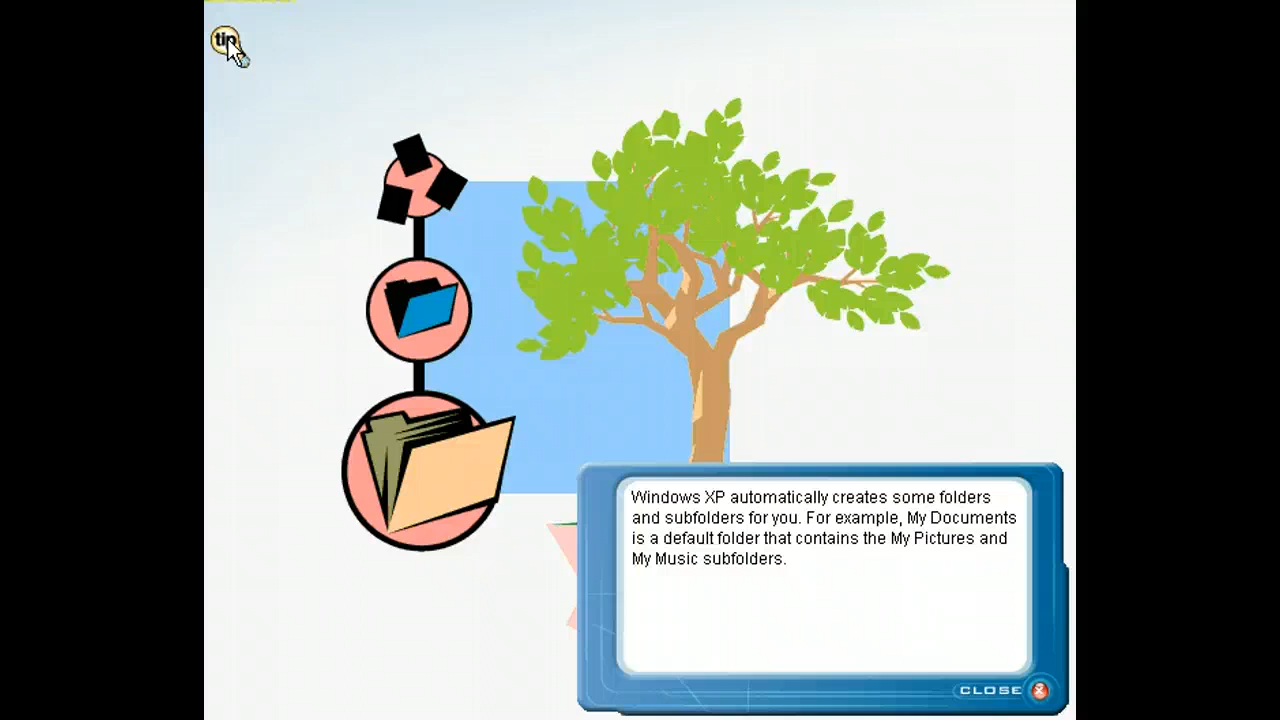 tip
Windows XP automatically creates some folders
and subfolders for you. For example, My Documents
is a default folder that contains the My Pictures and
My Music subfolders.
CLOSE